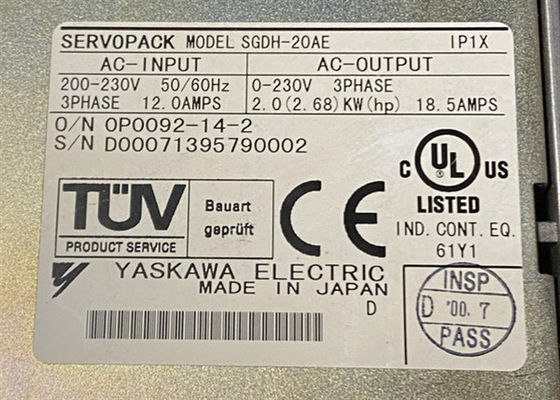 SERVOPACK MODEL SGDH-20AE IP1X
AC-INPUT AC-OUTPUT
200-230V 50/60Hz 0-230V 3PHASE
3PHASE 12.0AMPS 2.0(2.68)KW(hp) 18.5AMPS
O/N 0P0092-14-2
S/N D00071395790002
C UL US
LISTED
IND. CONT. EQ.
61Y1
TÜV
PRODUCT SERVICE
Bauart
geprüft
CE
YASKAWA ELECTRIC
MADE IN JAPAN
D
INSP
D '00. 7
PASS